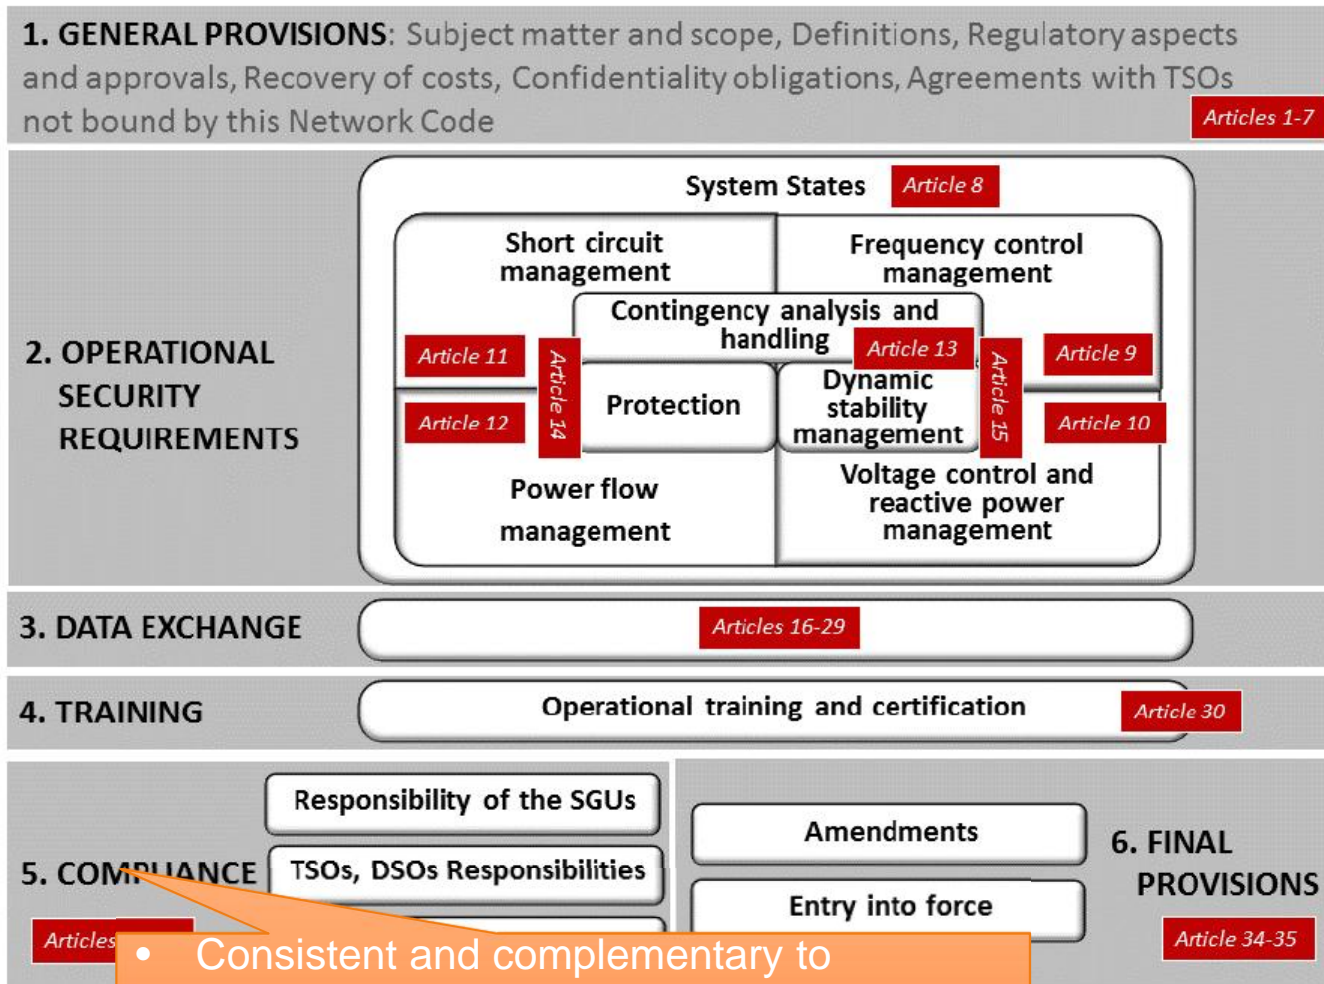 1. GENERAL PROVISIONS: Subject matter and scope, Definitions, Regulatory aspects
and approvals, Recovery of costs, Confidentiality obligations, Agreements with TSOs
not bound by this Network Code
Articles 1-7
System States
Article 8
Short circuit
management
Frequency control
management
Contingency analysis and
handling
Article 13
2. OPERATIONAL
SECURITY
REQUIREMENTS
Article 11
Article 14
Article 15
Article 9
Article 12
Protection
Dynamic
stability
management
Article 10
Power flow
management
Voltage control and
reactive power
management
3. DATA EXCHANGE
Articles 16-29
4. TRAINING
Operational training and certification
Article 30
5. COMPLIANCE
Responsibility of the SGUs
TSOs, DSOs Responsibilities
Articles
Amendments
Entry into force
6. FINAL
PROVISIONS
Article 34-35
• Consistent and complementary to